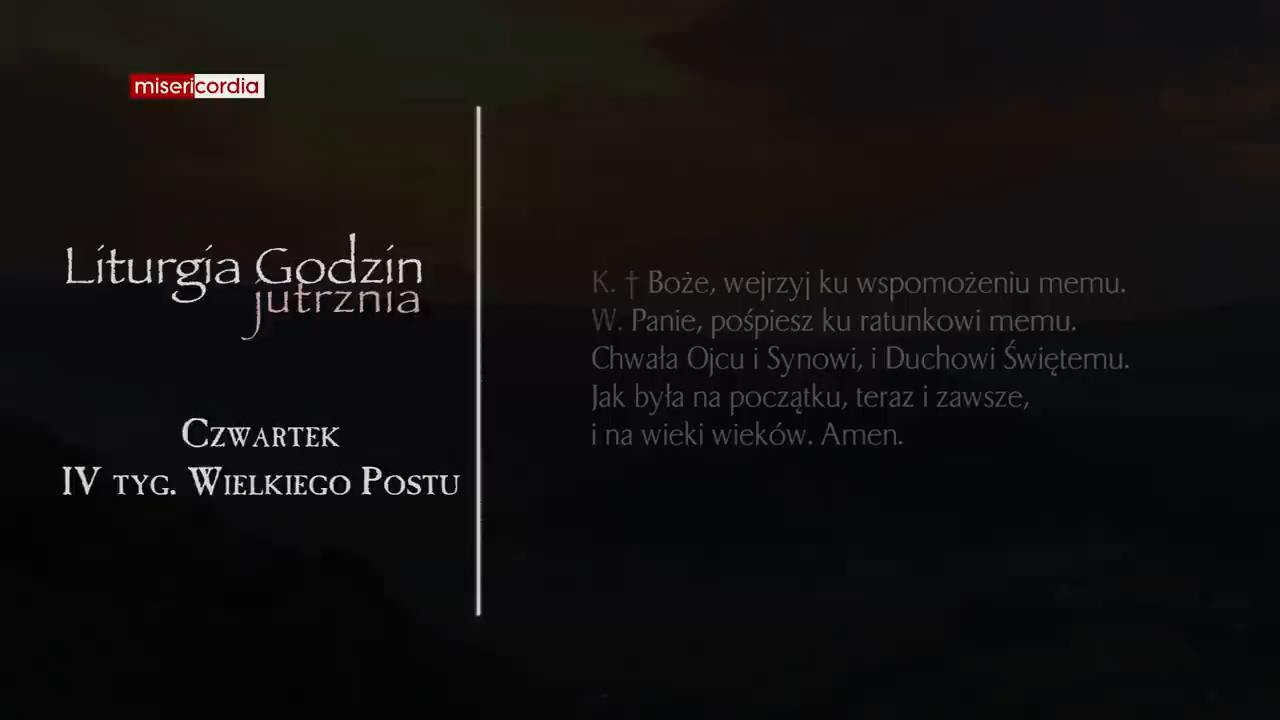 misericordia
Liturgia Godzin
jutrznia
Czwartek
IV tyg. Wielkiego Postu
K. † Boże, wejrzyj ku wspomożeniu memu.
W. Panie, pośpiesz ku ratunkowi memu.
Chwała Ojcu i Synowi, i Duchowi Świętemu.
Jak była na początku, teraz i zawsze,
i na wieki wieków. Amen.